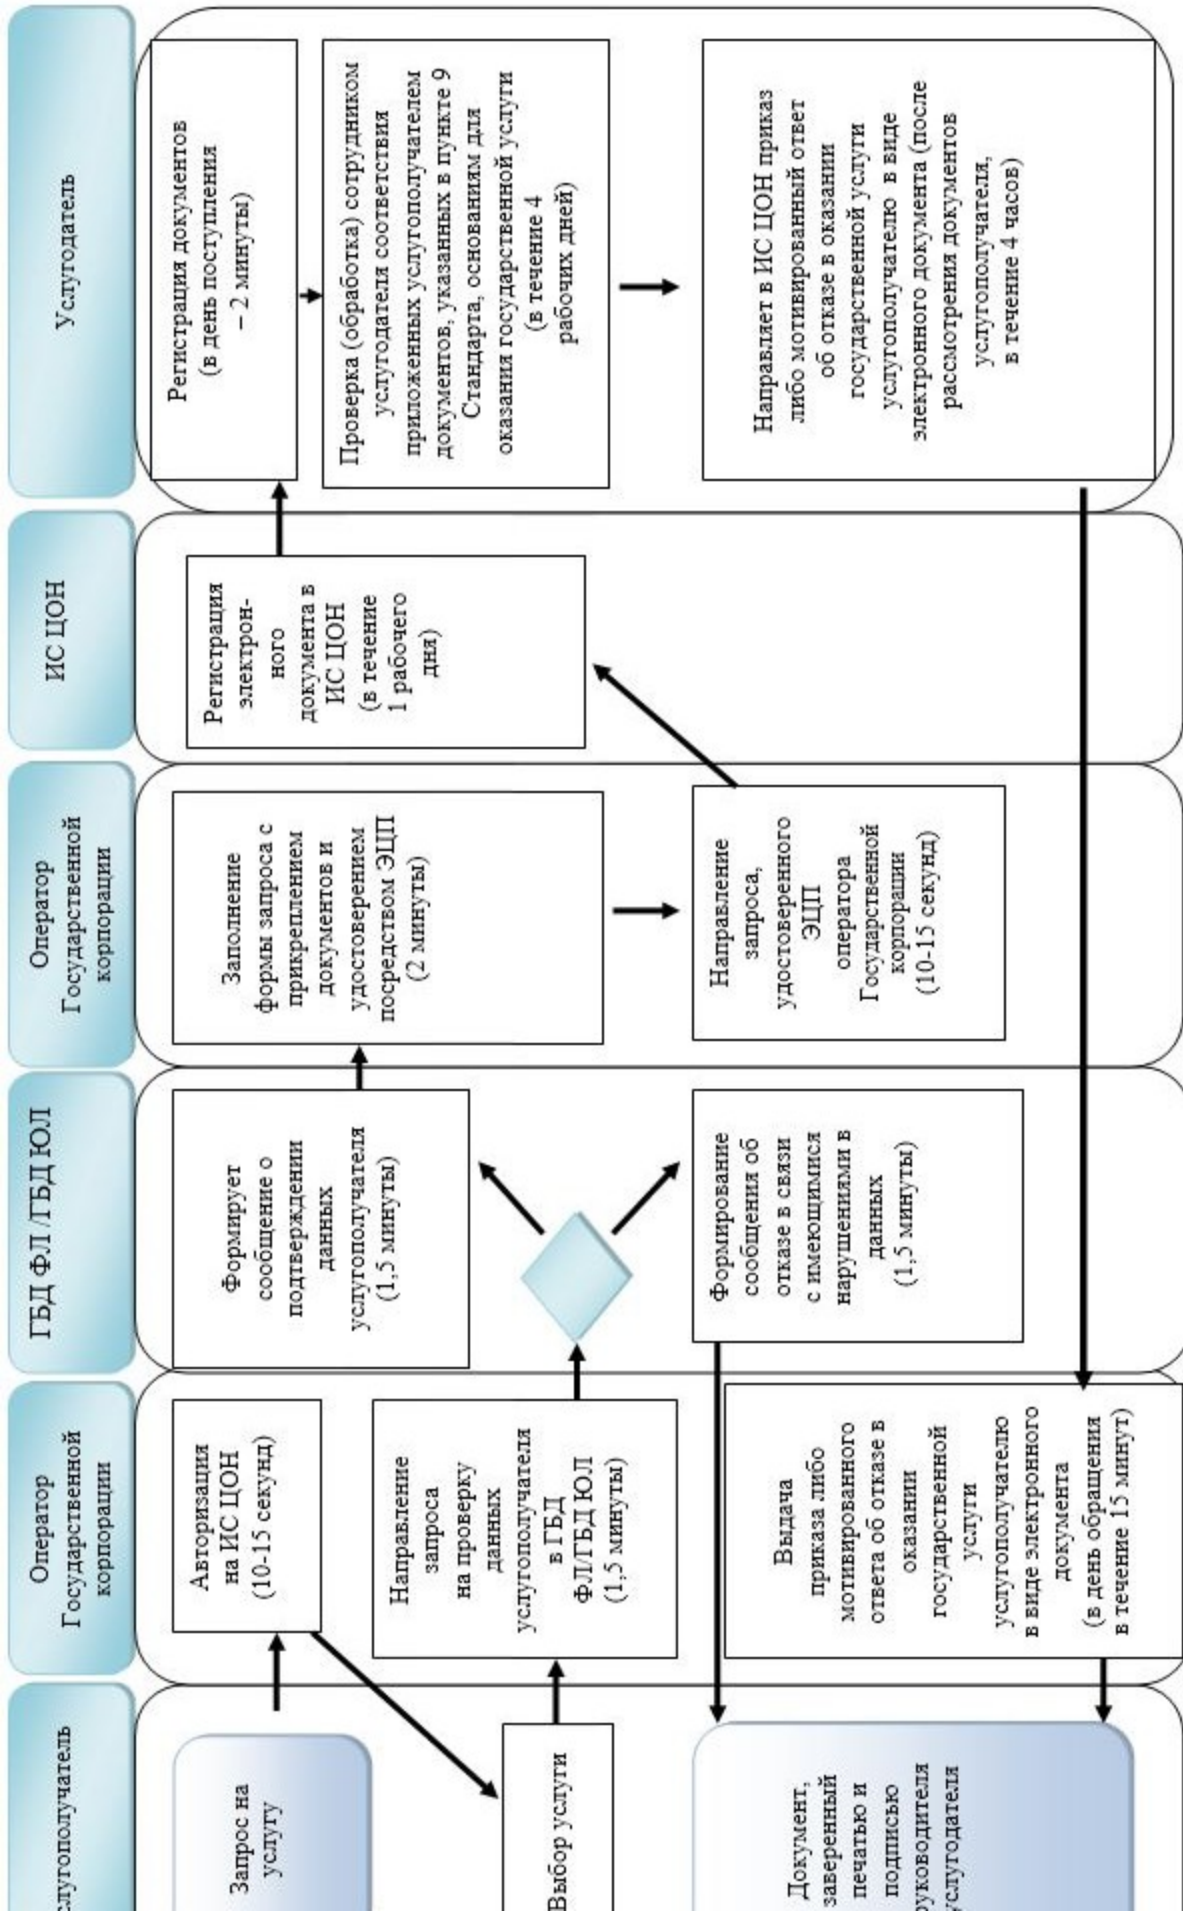 слугополучатель
Запрос на
услугу
Выбор услуги
Документ,
заверенный
печатью и
подписью
руководителя
услугодателя
Оператор
Государственной
корпорации
Авторизация
на ИС ЦОН
(10-15 секунд)
Направление
запроса
на проверку
данных
услугополучателя
в ГБД
ФЛ/ГБД ЮЛ
(1,5 минуты)
Выдача
приказа либо
мотивированного
ответа об отказе в
оказании
государственной
услуги
услугополучателю
в виде электронного
документа
(в день обращения
в течение 15 минут)
ГБД ФЛ /ГБД ЮЛ
Формирует
сообщение о
подтверждении
данных
услугополучателя
(1,5 минуты)
Формирование
сообщения об
отказе в связи
с имеющимися
нарушениями в
данных
(1,5 минуты)
Оператор
Государственной
корпорации
Заполнение
формы запроса с
прикреплением
документов и
удостоверением
посредством ЭЦП
(2 минуты)
Направление
запроса,
удостоверенного
ЭЦП
оператора
Государственной
корпорации
(10-15 секунд)
ИС ЦОН
Регистрация
электрон-
ного
документа в
ИС ЦОН
(в течение
1 рабочего
дня)
Услугодатель
Регистрация документов
(в день поступления
– 2 минуты)
Проверка (обработка) сотрудником
услугодателя соответствия
приложенных услугополучателем
документов, указанных в пункте 9
Стандарта, основаниям для
оказания государственной услуги
(в течение 4
рабочих дней)
Направляет в ИС ЦОН приказ
либо мотивированный ответ
об отказе в оказании
государственной услуги
услугополучателю в виде
электронного документа (после
рассмотрения документов
услугополучателя,
в течение 4 часов)